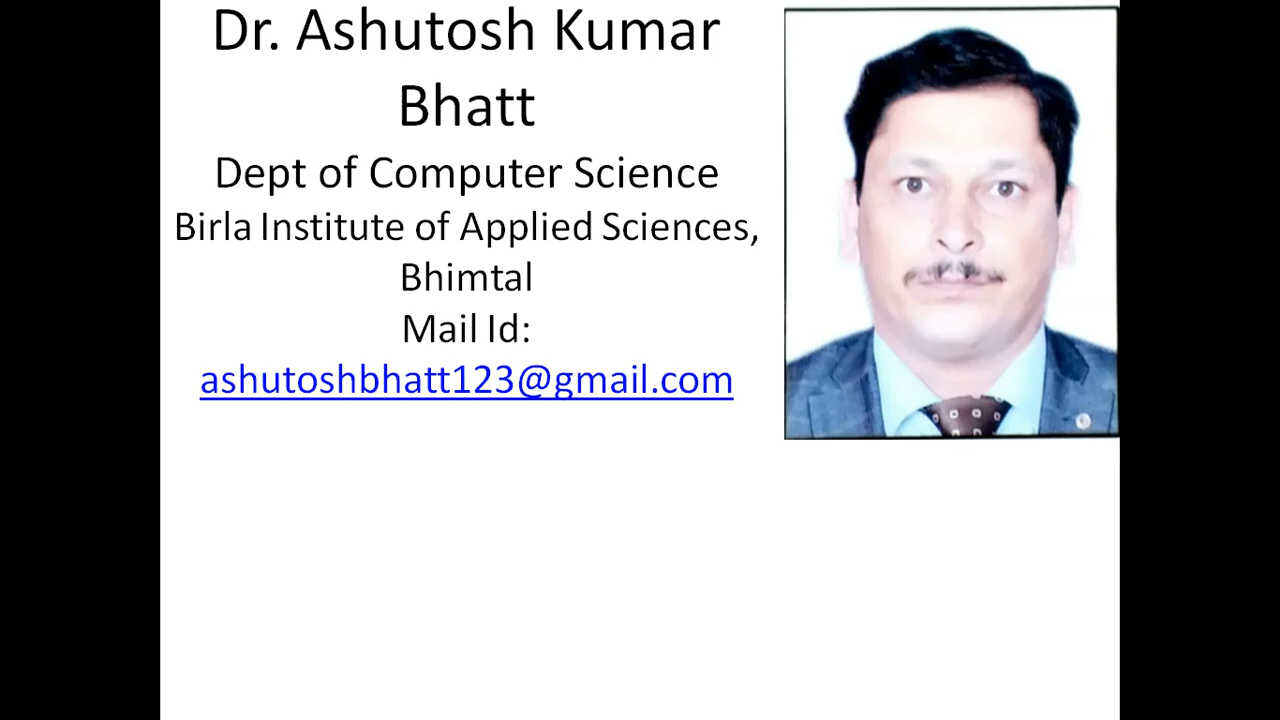 Dr. Ashutosh Kumar
Bhatt
Dept of Computer Science
Birla Institute of Applied Sciences,
Bhimtal
Mail Id:
ashutoshbhatt123@gmail.com